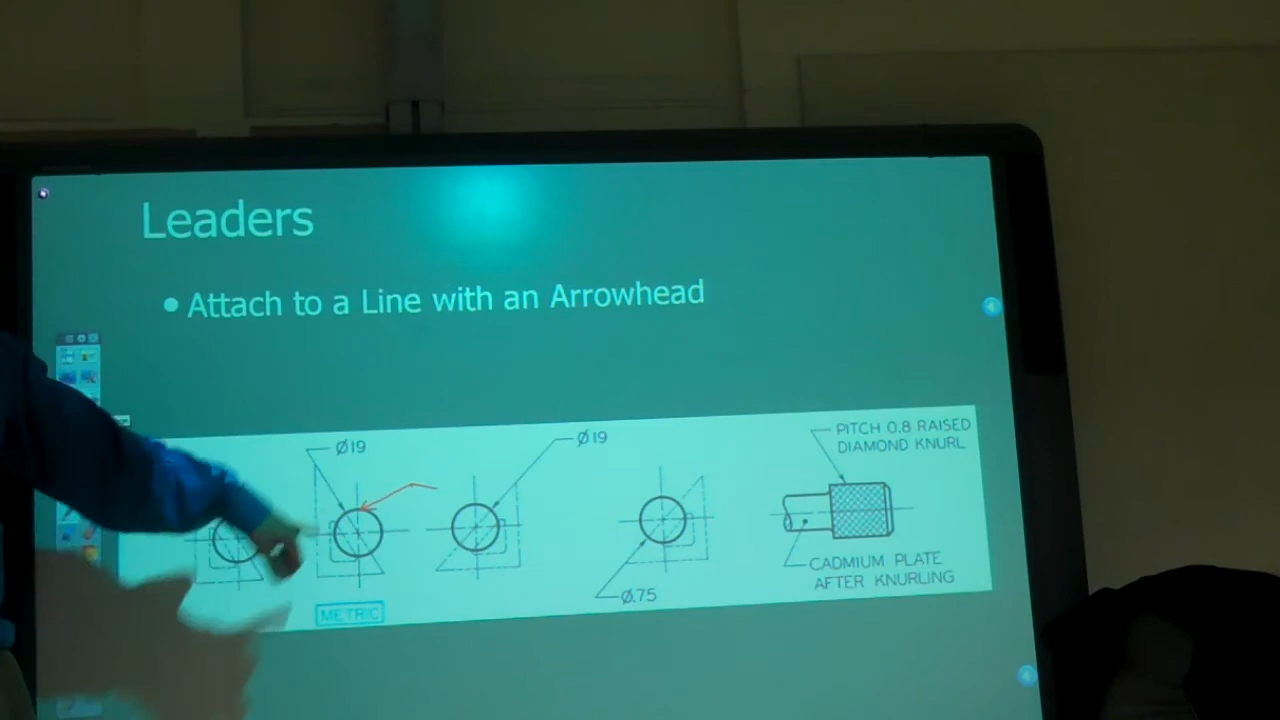 Leaders
• Attach to a Line with an Arrowhead
Ø19
Ø19
PITCH 0.8 RAISED
DIAMOND KNURL
Ø.75
CADMIUM PLATE
AFTER KNURLING
METRIC